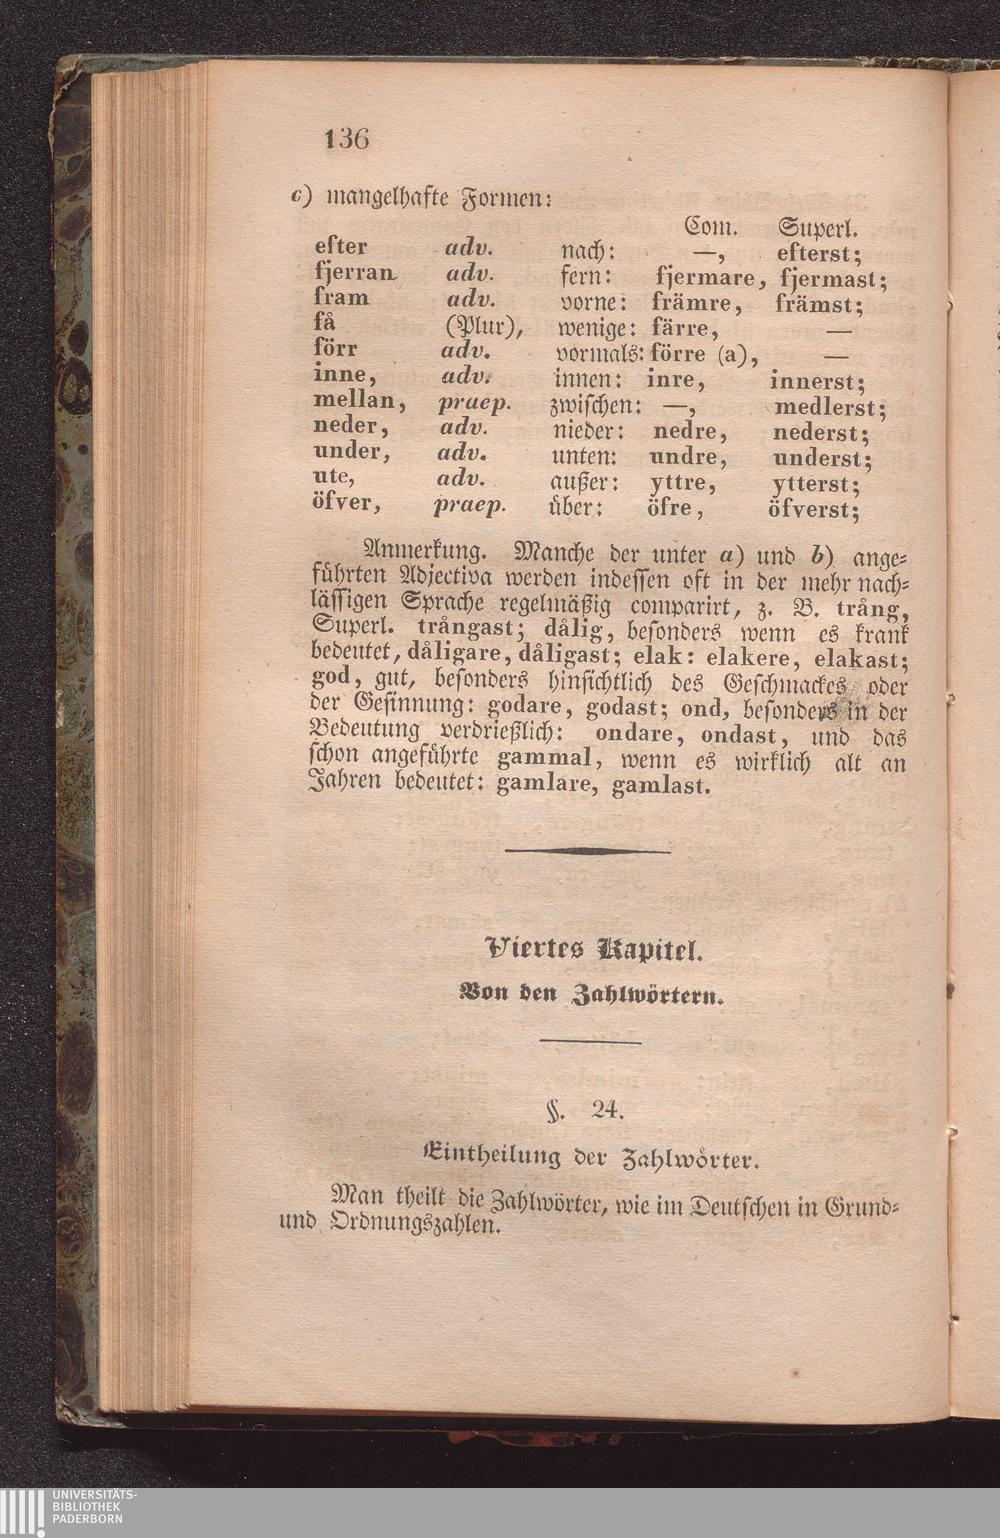 136
c) mangelhafte Formen:
Com. Superl.
efter adv. nach: —, efterst;
fjerran adv. fern: fjermare, fjermast;
fram adv. vorne: främre, främst;
få (Plur), wenige: färre, —
förr adv. vormals: förre (a), —
inne, adv. innen: inre, innerst;
mellan, praep. zwischen: —, medlerst;
neder, adv. nieder: nedre, nederst;
under, adv. unten: undre, underst;
ute, adv. außer: yttre, ytterst;
öfver, praep. über: öfre, öfverst;
Anmerkung. Manche der unter a) und b) ange-
führten Adjectiva werden indessen oft in der mehr nach-
lässigen Sprache regelmäßig comparirt, z. B. trång,
Superl. trångast; dålig, besonders wenn es krank
bedeutet, dåligare, dåligast; elak: elakere, elakast;
god, gut, besonders hinsichtlich des Geschmackes oder
der Gesinnung: godare, godast; ond, besonders in der
Bedeutung verdrießlich: ondare, ondast, und das
schon angeführte gammal, wenn es wirklich alt an
Jahren bedeutet: gamlare, gamlast.
Viertes Kapitel.
Von den Zahlwörtern.
§. 24.
Eintheilung der Zahlwörter.
Man theilt die Zahlwörter, wie im Deutschen in Grund-
und Ordnungszahlen.
UNIVERSITÄTS-
BIBLIOTHEK
PADERBORN